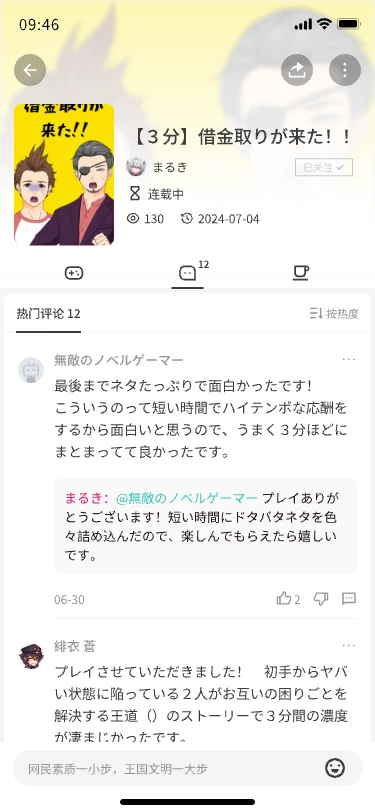 09:46
借金取りが
来た!!
【３分】借金取りが来た！！
まるき
已关注
连载中
130
2024-07-04
12
热门评论 12
按热度
無敵のノベルゲーマー
最後までネタたっぷりで面白かったです！
こういうのって短い時間でハイテンポな応酬を
するから面白いと思うので、うまく３分ほどに
まとまってて良かったです。
まるき：@無敵のノベルゲーマー プレイありが
とうございます！ 短い時間にドタバタネタを色
々詰め込んだので、楽しんでもらえたら嬉しい
です。
06-30
2
緋衣 蒼
プレイさせていただきました！　初手からヤバ
い状態に陥っている２人がお互いの困りごとを
解決する王道（）のストーリーで３分間の濃度
が凄まじかったです。
网民素质一小步，王国文明一大步